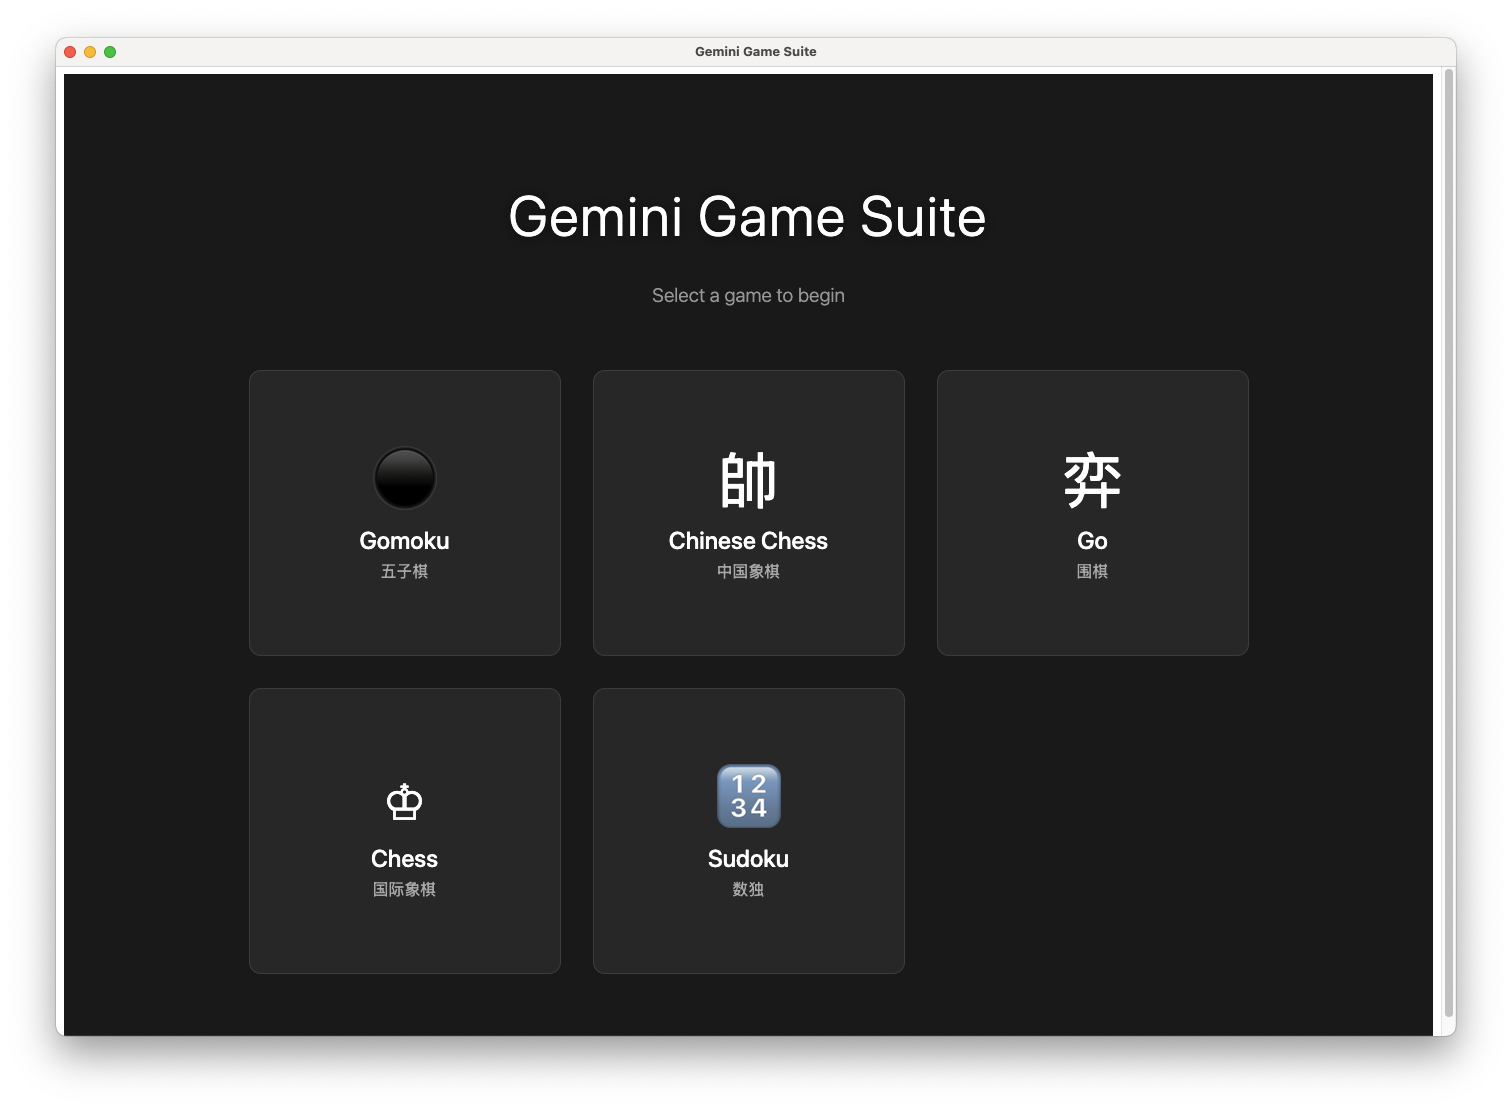 Gemini Game Suite
Gemini Game Suite
Select a game to begin
Gomoku
五子棋
帥
Chinese Chess
中国象棋
弈
Go
围棋
♔
Chess
国际象棋
1 2
3 4
Sudoku
数独